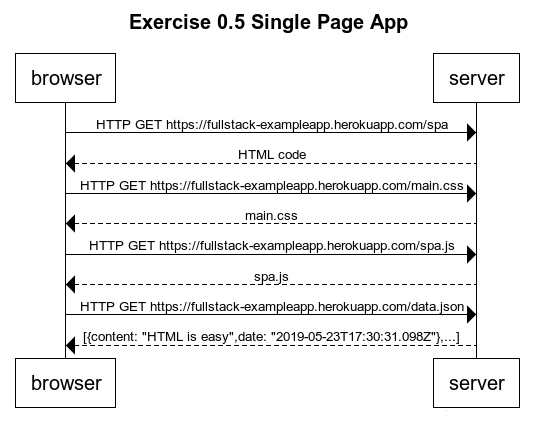 Exercise 0.5 Single Page App
browser server
HTTP GET https://fullstack-exampleapp.herokuapp.com/spa
HTML code
HTTP GET https://fullstack-exampleapp.herokuapp.com/main.css
main.css
HTTP GET https://fullstack-exampleapp.herokuapp.com/spa.js
spa.js
HTTP GET https://fullstack-exampleapp.herokuapp.com/data.json
[{content: "HTML is easy",date: "2019-05-23T17:30:31.098Z"},...]
browser server